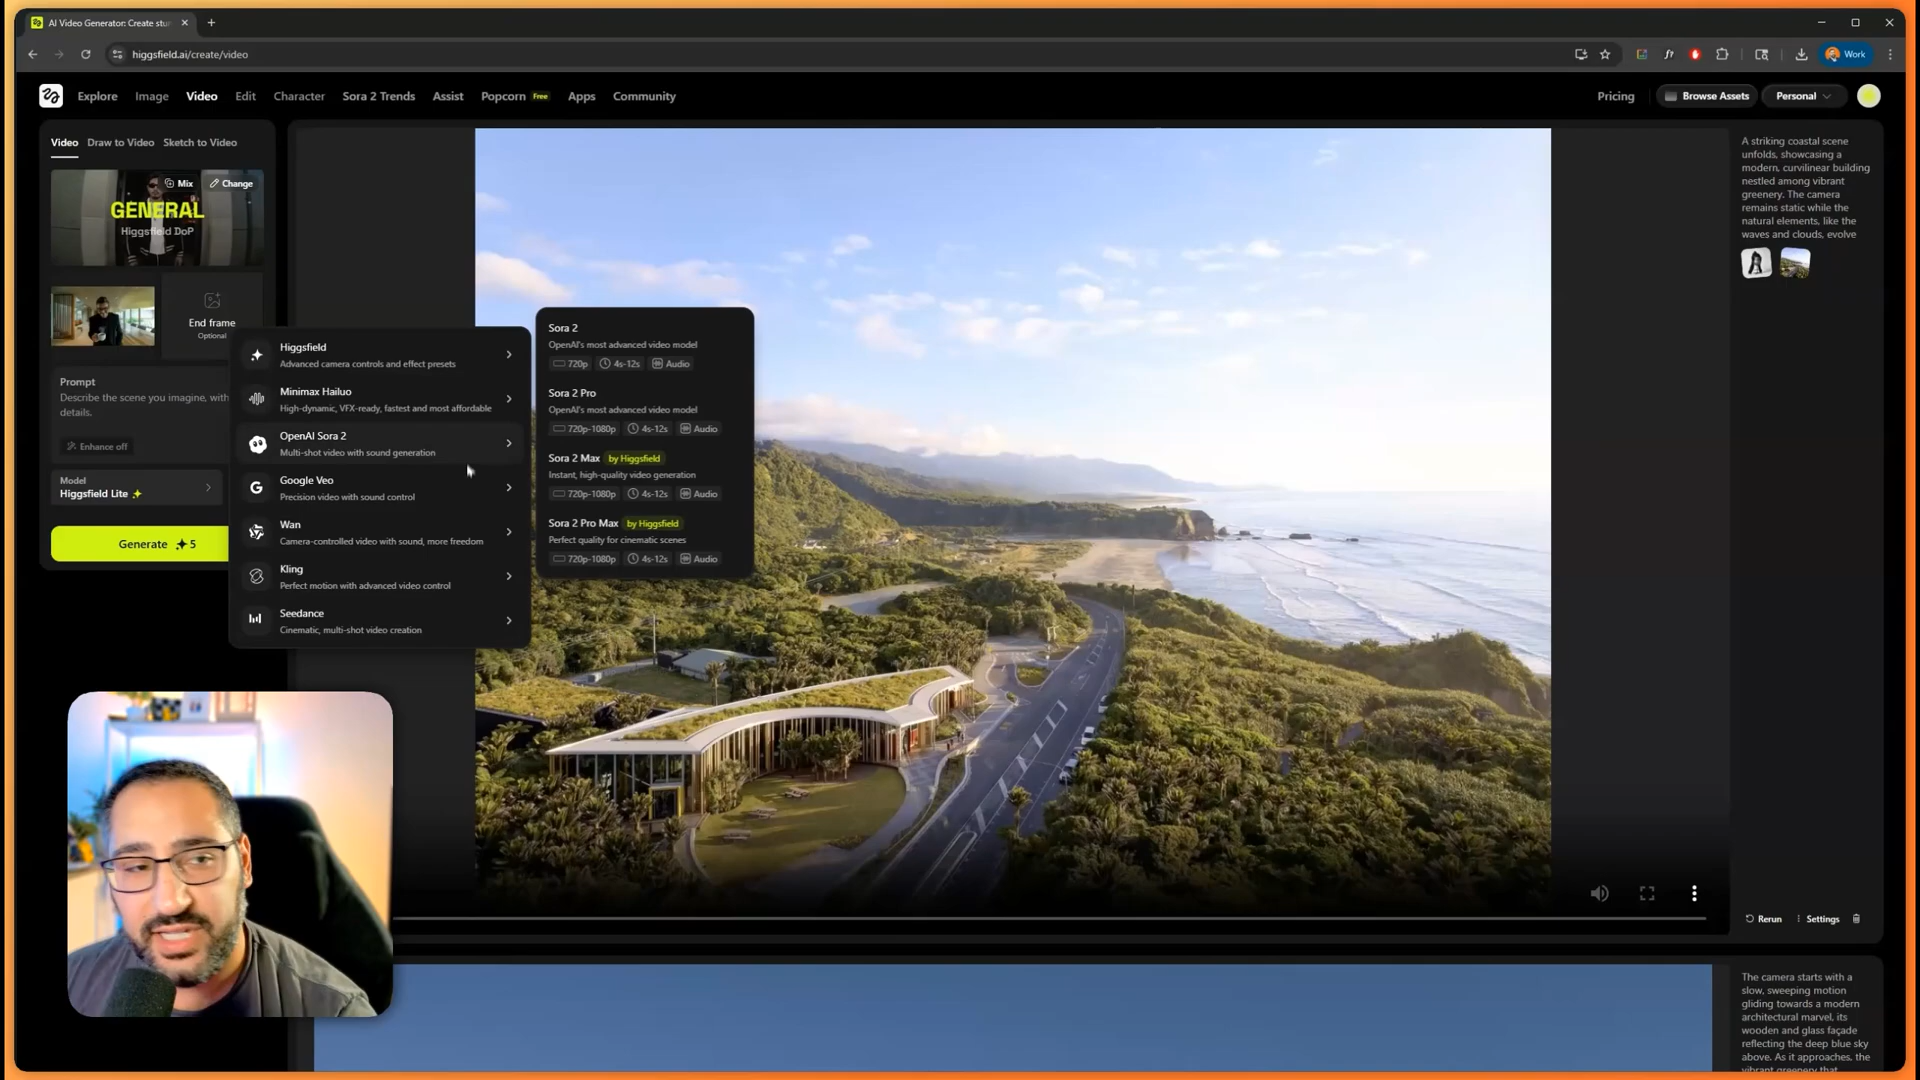 AI Video Generator: Create stu
higgsfield.ai/create/video
Work
Explore
Image
Video
Edit
Character
Sora 2 Trends
Assist
Popcorn Free
Apps
Community
Pricing
Browse Assets
Personal
Video
Draw to Video
Sketch to Video
Mix
Change
GENERAL
Higgsfield DoP
End frame
Optional
Prompt
Describe the scene you imagine, with
details.
Enhance off
Model
Higgsfield Lite
Generate 5
Higgsfield
Advanced camera controls and effect presets
Minimax Hailuo
High-dynamic, VFX-ready, fastest and most affordable
OpenAI Sora 2
Multi-shot video with sound generation
Google Veo
Precision video with sound control
Wan
Camera-controlled video with sound, more freedom
Kling
Perfect motion with advanced video control
Seedance
Cinematic, multi-shot video creation
Sora 2
OpenAI's most advanced video model
720p 4s-12s Audio
Sora 2 Pro
OpenAI's most advanced video model
720p-1080p 4s-12s Audio
Sora 2 Max by Higgsfield
Instant, high-quality video generation
720p-1080p 4s-12s Audio
Sora 2 Pro Max by Higgsfield
Perfect quality for cinematic scenes
720p-1080p 4s-12s Audio
A striking coastal scene
unfolds, showcasing a
modern, curvilinear building
nestled among vibrant
greenery. The camera
remains static while the
natural elements, like the
waves and clouds, evolve
Rerun
Settings
The camera starts with a
slow, sweeping motion
gliding towards a modern
architectural marvel, its
wooden and glass façade
reflecting the deep blue sky
above. As it approaches, the
vibrant greenery that